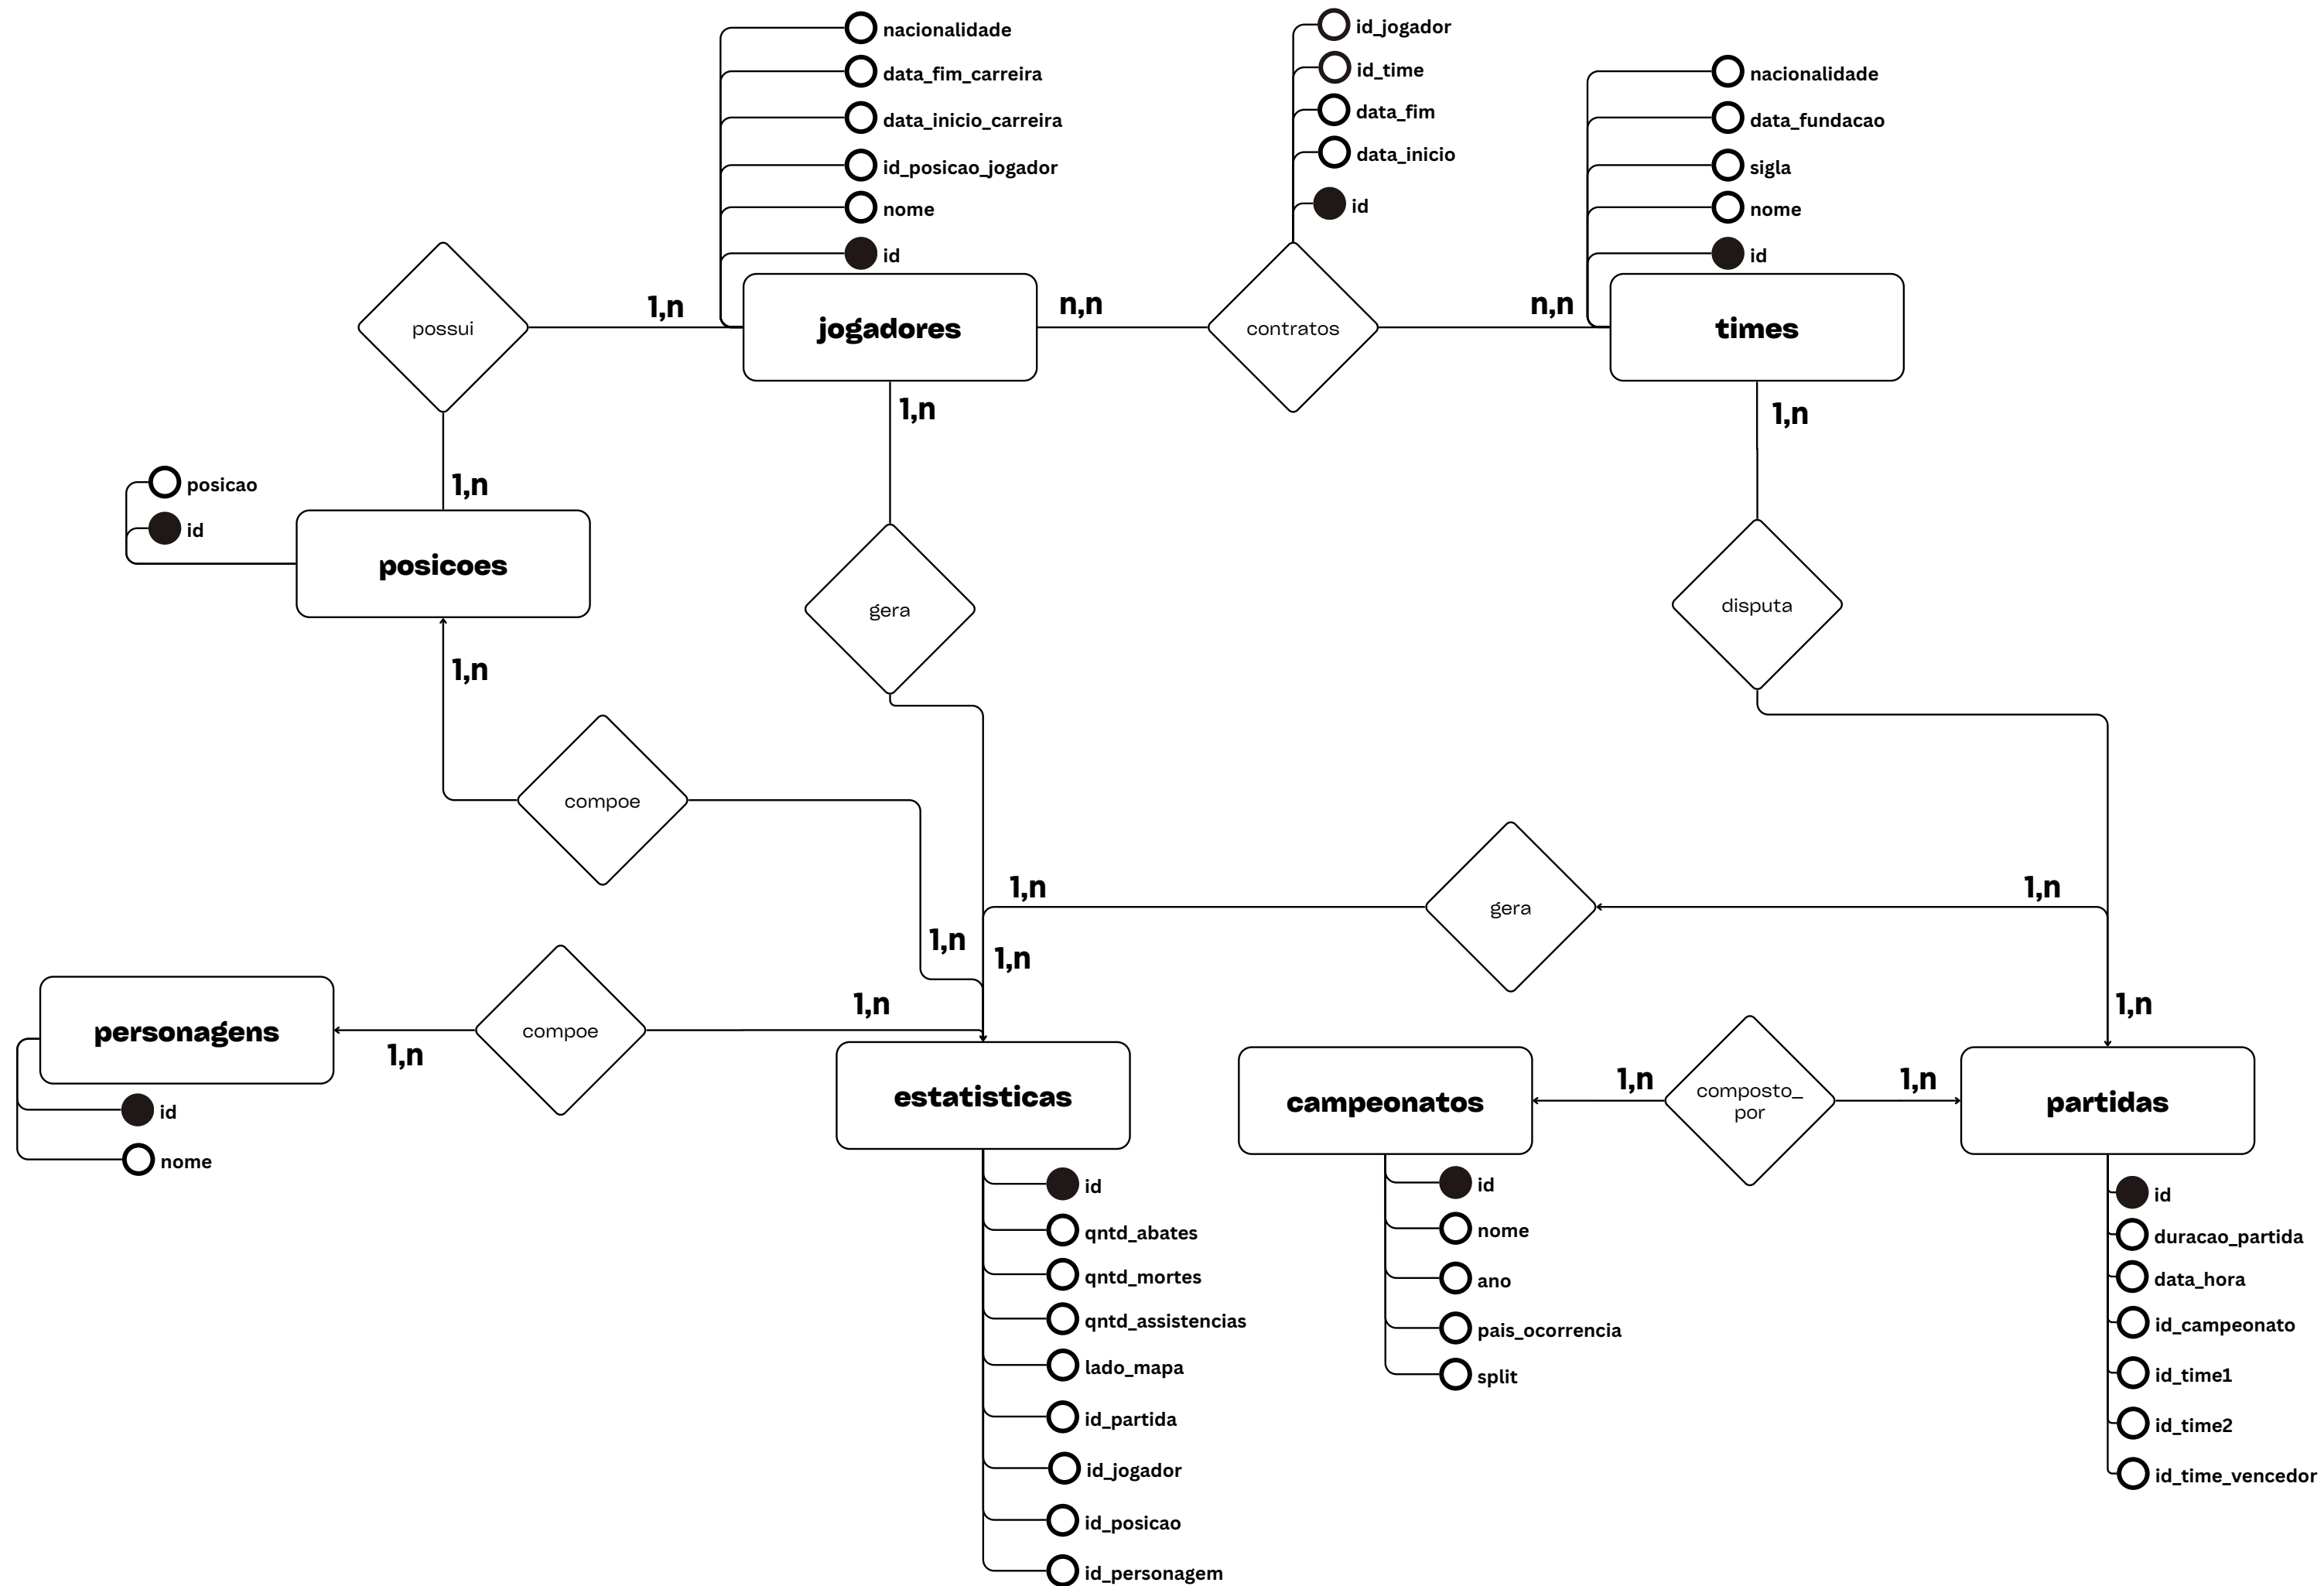 nacionalidade
data_fim_carreira
data_inicio_carreira
id_posicao_jogador
nome
id
id_jogador
id_time
data_fim
data_inicio
id
nacionalidade
data_fundacao
sigla
nome
id
possui
1,n
jogadores
n,n
contratos
n,n
times
1,n
1,n
1,n
posicao
id
posicoes
gera
disputa
1,n
compoe
1,n
gera
1,n
1,n
1,n
personagens
1,n
compoe
1,n
id
nome
estatisticas
campeonatos
1,n
composto_
por
1,n
1,n
partidas
id
qntd_abates
qntd_mortes
qntd_assistencias
lado_mapa
id_partida
id_jogador
id_posicao
id_personagem
id
nome
ano
pais_ocorrencia
split
id
duracao_partida
data_hora
id_campeonato
id_time1
id_time2
id_time_vencedor